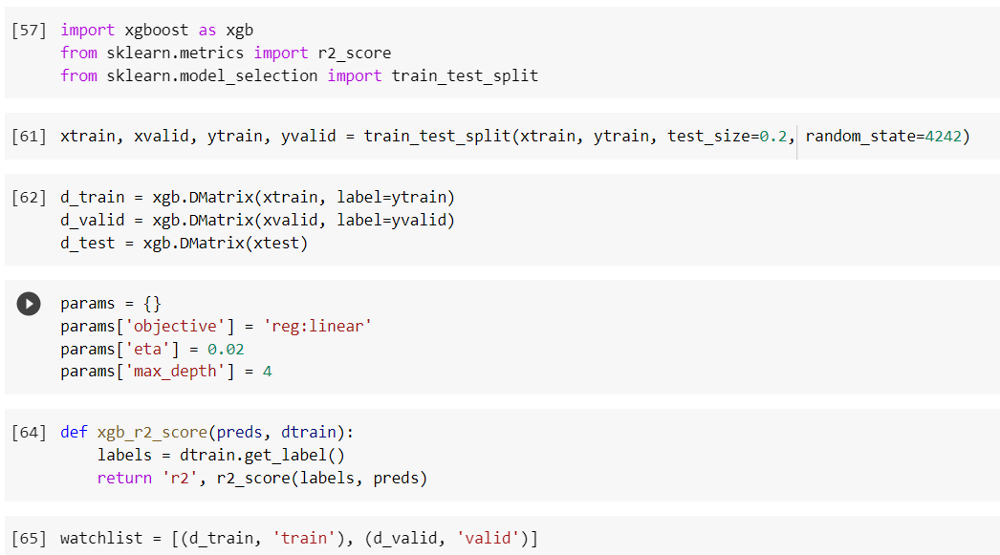 [57] import xgboost as xgb
from sklearn.metrics import r2_score
from sklearn.model_selection import train_test_split
[61] xtrain, xvalid, ytrain, yvalid = train_test_split(xtrain, ytrain, test_size=0.2, random_state=4242)
[62] d_train = xgb.DMatrix(xtrain, label=ytrain)
d_valid = xgb.DMatrix(xvalid, label=yvalid)
d_test = xgb.DMatrix(xtest)
params = {}
params['objective'] = 'reg:linear'
params['eta'] = 0.02
params['max_depth'] = 4
[64] def xgb_r2_score(preds, dtrain):
    labels = dtrain.get_label()
    return 'r2', r2_score(labels, preds)
[65] watchlist = [(d_train, 'train'), (d_valid, 'valid')]